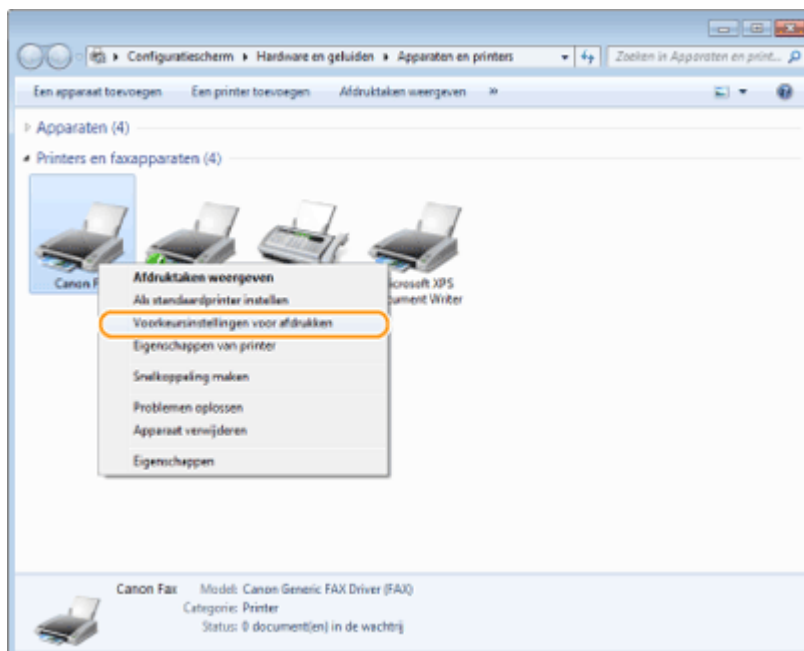 Configuratiescherm ▸ Hardware en geluiden ▸ Apparaten en printers
Zoeken in Apparaten en print...
Een apparaat toevoegen Een printer toevoegen Afdruktaken weergeven »
Apparaten (4)
Printers en faxapparaten (4)
Canon F
icrosoft XPS
ument Writer
Afdruktaken weergeven
Als standaardprinter instellen
Voorkeursinstellingen voor afdrukken
Eigenschappen van printer
Snelkoppeling maken
Problemen oplossen
Apparaat verwijderen
Eigenschappen
Canon Fax Model: Canon Generic FAX Driver (FAX)
Categorie: Printer
Status: 0 document(en) in de wachtrij